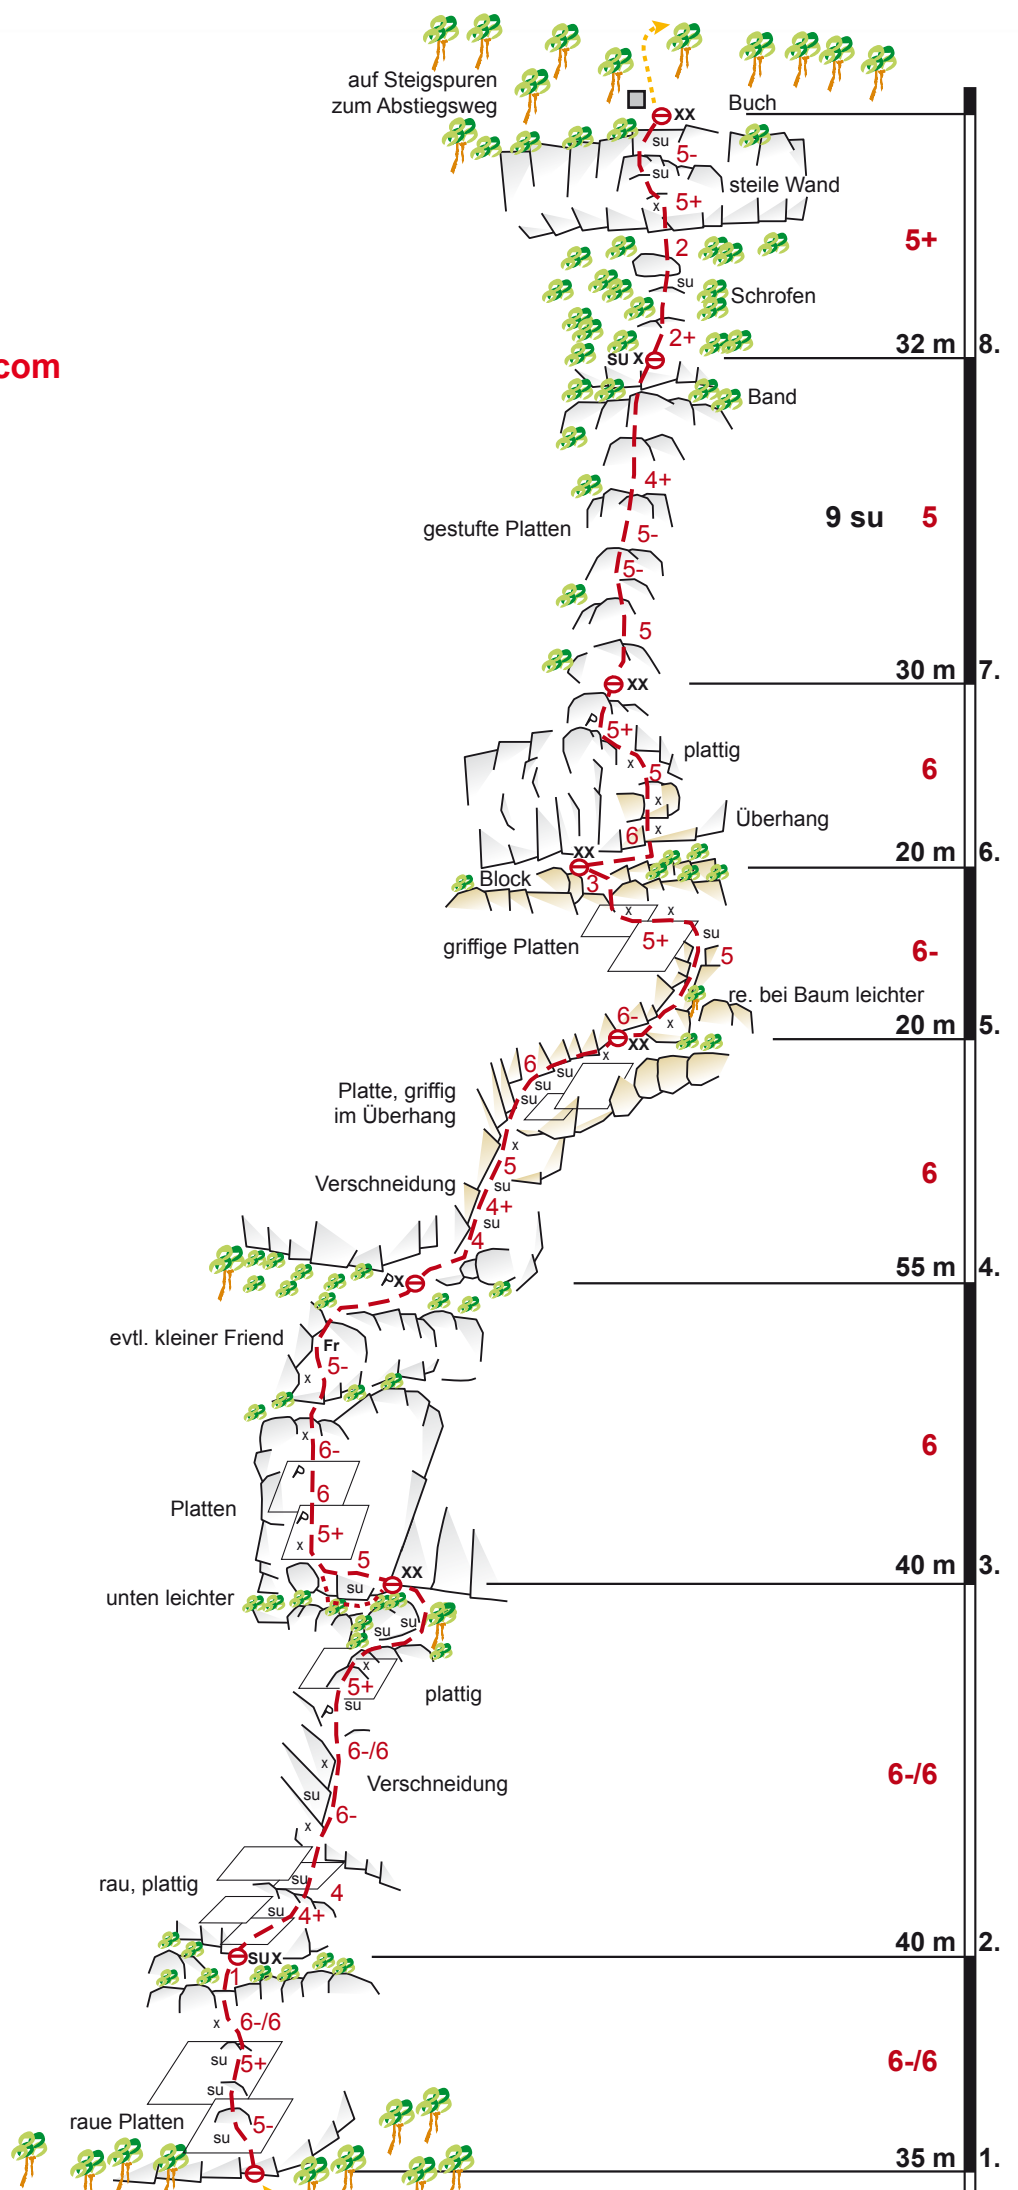 auf Steigspuren
zum Abstiegsweg
Buch
XX
su
5-
su
steile Wand
x
5+
5+
2
su
Schrofen
2+
32 m
8.
com
SU X
Band
4+
gestufte Platten
9 su
5
5-
5-
5
30 m
7.
XX
P
5+
plattig
x
5
6
x
Überhang
x
6
XX
20 m
6.
Block
3
x
x
su
griffige Platten
5+
5
6-
re. bei Baum leichter
6-
x
20 m
5.
XX
x
6
su
su
Platte, griffig
im Überhang
su
x
5
6
Verschneidung
su
4+
su
4
PX
55 m
4.
evtl. kleiner Friend
Fr
5-
x
x
6-
6
P
6
Platten
P
5+
x
5
XX
40 m
3.
su
unten leichter
su
su
x
5+
plattig
su
P
6-/6
x
Verschneidung
6-/6
su
6-
x
rau, plattig
su
4
su
4+
40 m
2.
SUX
1
x
6-/6
su
5+
6-/6
su
raue Platten
5-
su
35 m
1.